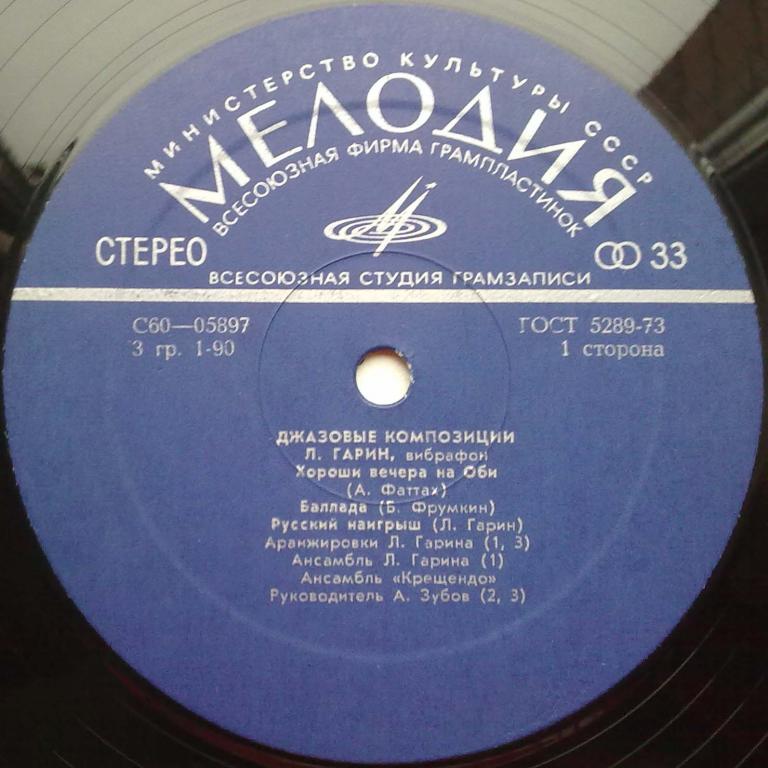 МИНИСТЕРСТВО КУЛЬТУРЫ СССР
МЕЛОДИЯ
ВСЕСОЮЗНАЯ ФИРМА ГРАМПЛАСТИНОК
СТЕРЕО
33
ВСЕСОЮЗНАЯ СТУДИЯ ГРАМЗАПИСИ
С60—05897
ГОСТ 5289-73
3 гр. 1-90
1 сторона
ДЖАЗОВЫЕ КОМПОЗИЦИИ
Л. ГАРИН, вибрафон
Хороши вечера на Оби
(А. Фаттах)
Баллада (Б. Фрумкин)
Русский наигрыш (Л. Гарин)
Аранжировки Л. Гарина (1, 3)
Ансамбль Л. Гарина (1)
Ансамбль «Крещендо»
Руководитель А. Зубов (2, 3)